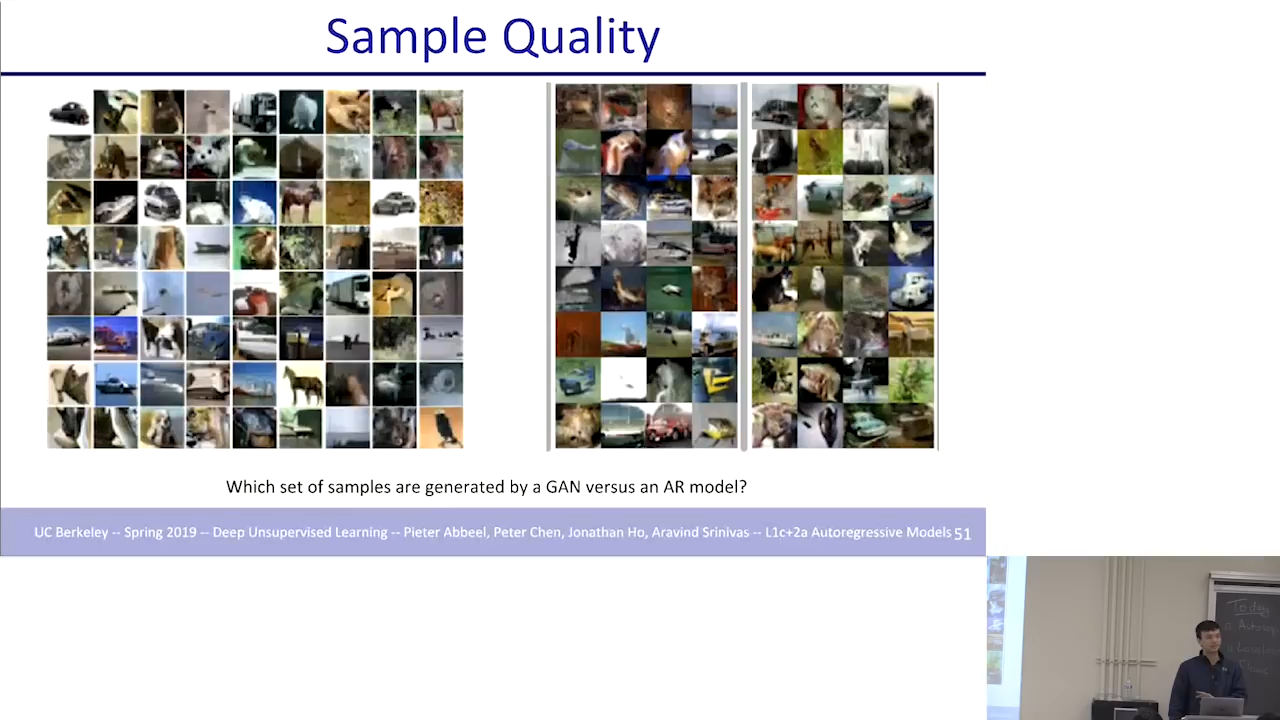 Sample Quality
Which set of samples are generated by a GAN versus an AR model?
UC Berkeley -- Spring 2019 -- Deep Unsupervised Learning -- Pieter Abbeel, Peter Chen, Jonathan Ho, Aravind Srinivas -- L1c+2a Autoregressive Models 51
Today